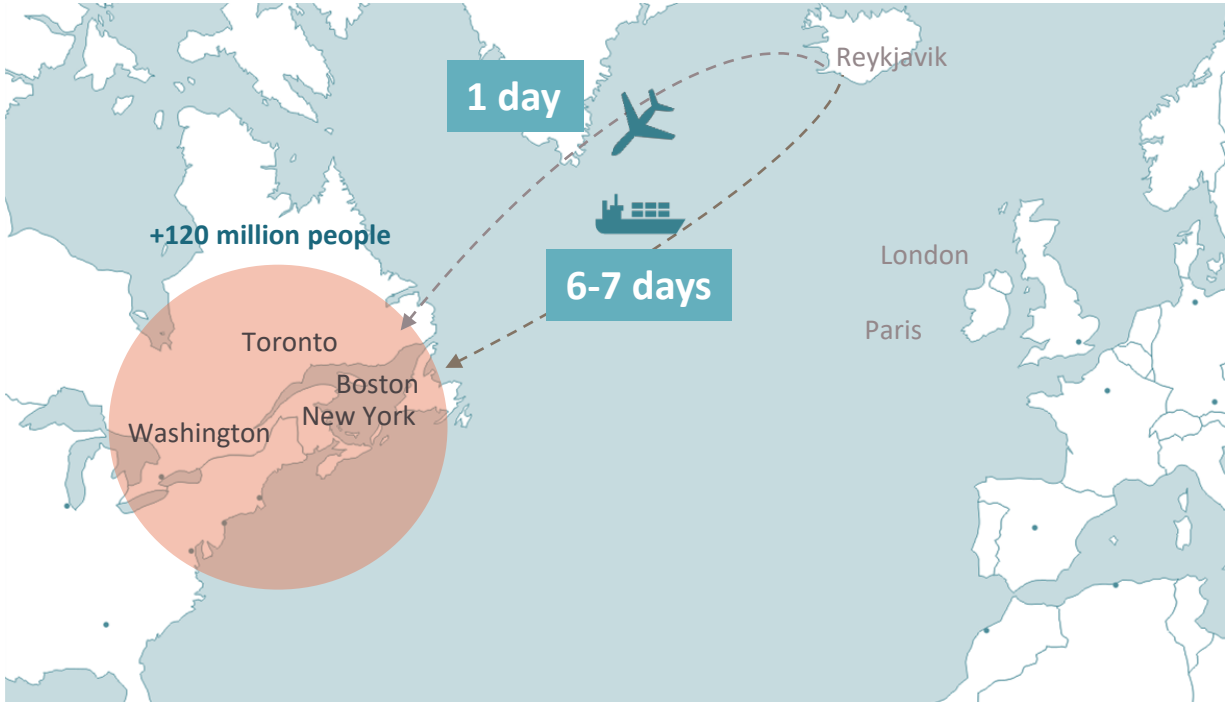 Reykjavik
1 day
+120 million people
London
6-7 days
Paris
Toronto
Boston
New York
Washington